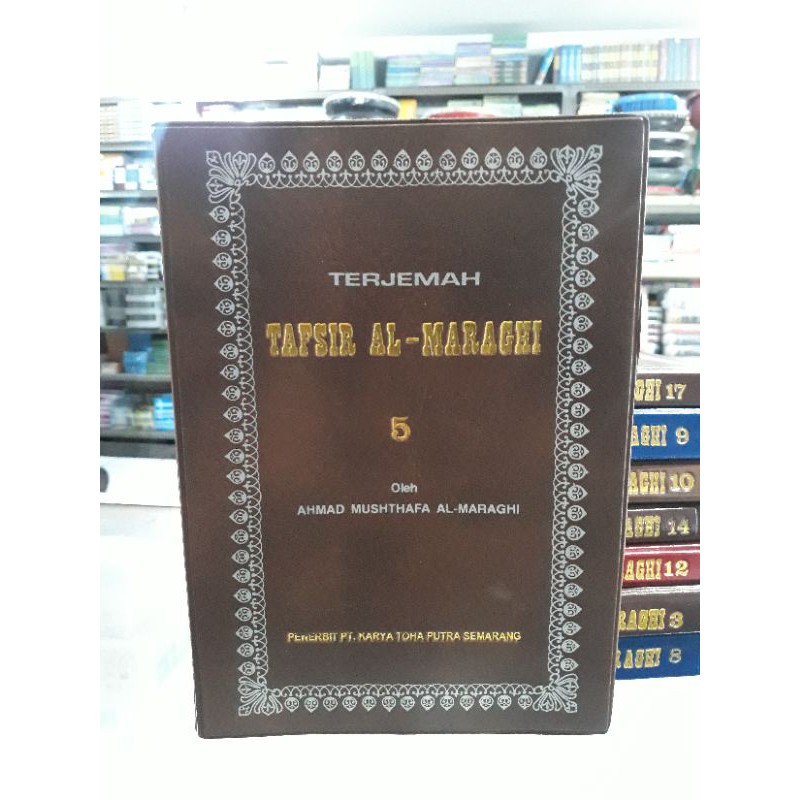 TERJEMAH
TAFSIR AL-MARAGHI
5
Oleh
AHMAD MUSHTHAFA AL-MARAGHI
PENERBIT PT. KARYA TOHA PUTRA SEMARANG
GHI 17
AGHI 9
AGHI 10
AGHI 14
AGHI 12
RAGHI 3
RAGHI 8